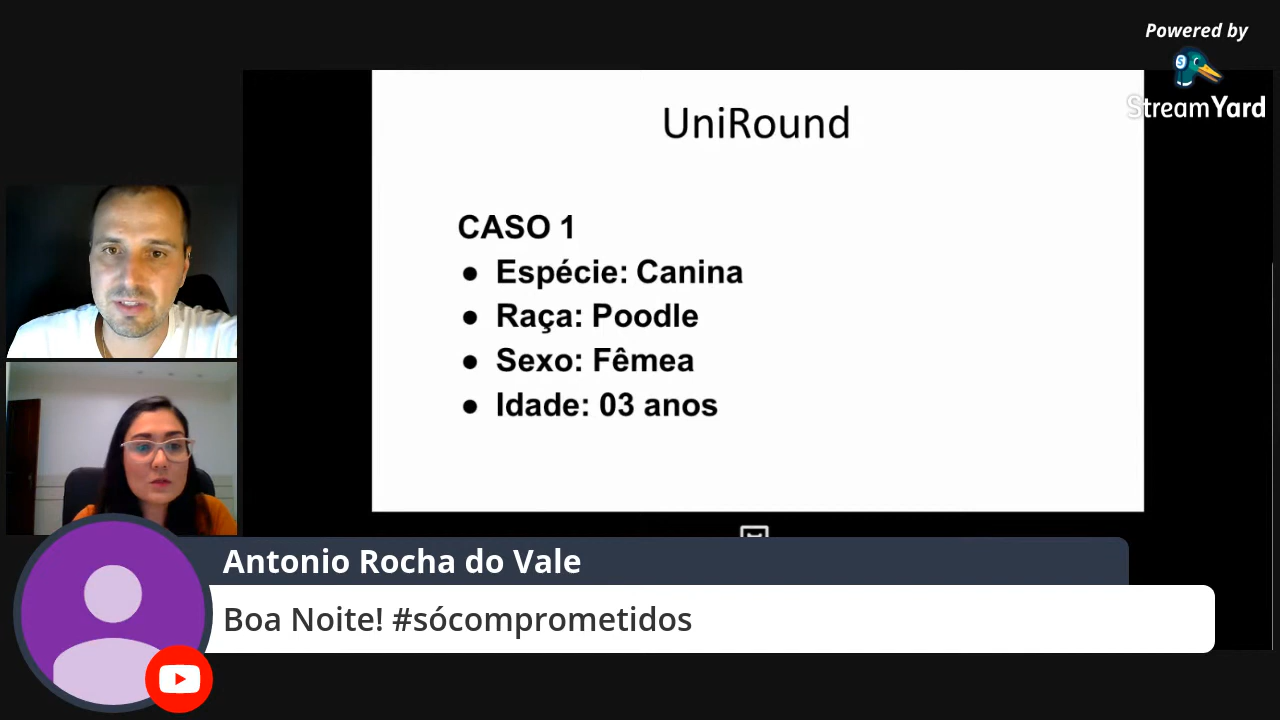 Powered by
StreamYard
UniRound
CASO 1
● Espécie: Canina
● Raça: Poodle
● Sexo: Fêmea
● Idade: 03 anos
Antonio Rocha do Vale
Boa Noite! #sócomprometidos